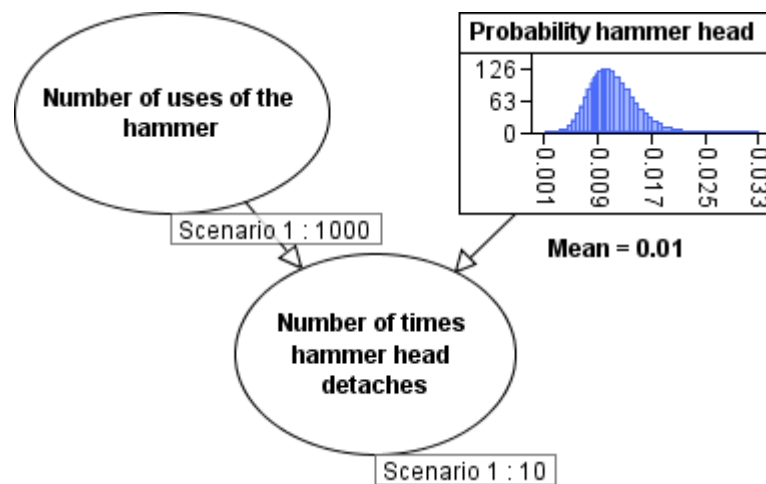 Number of uses of the
hammer
Scenario 1 : 1000
Probability hammer head
126
63
0
0.001
0.009
0.017
0.025
0.033
Mean = 0.01
Number of times
hammer head
detaches
Scenario 1 : 10